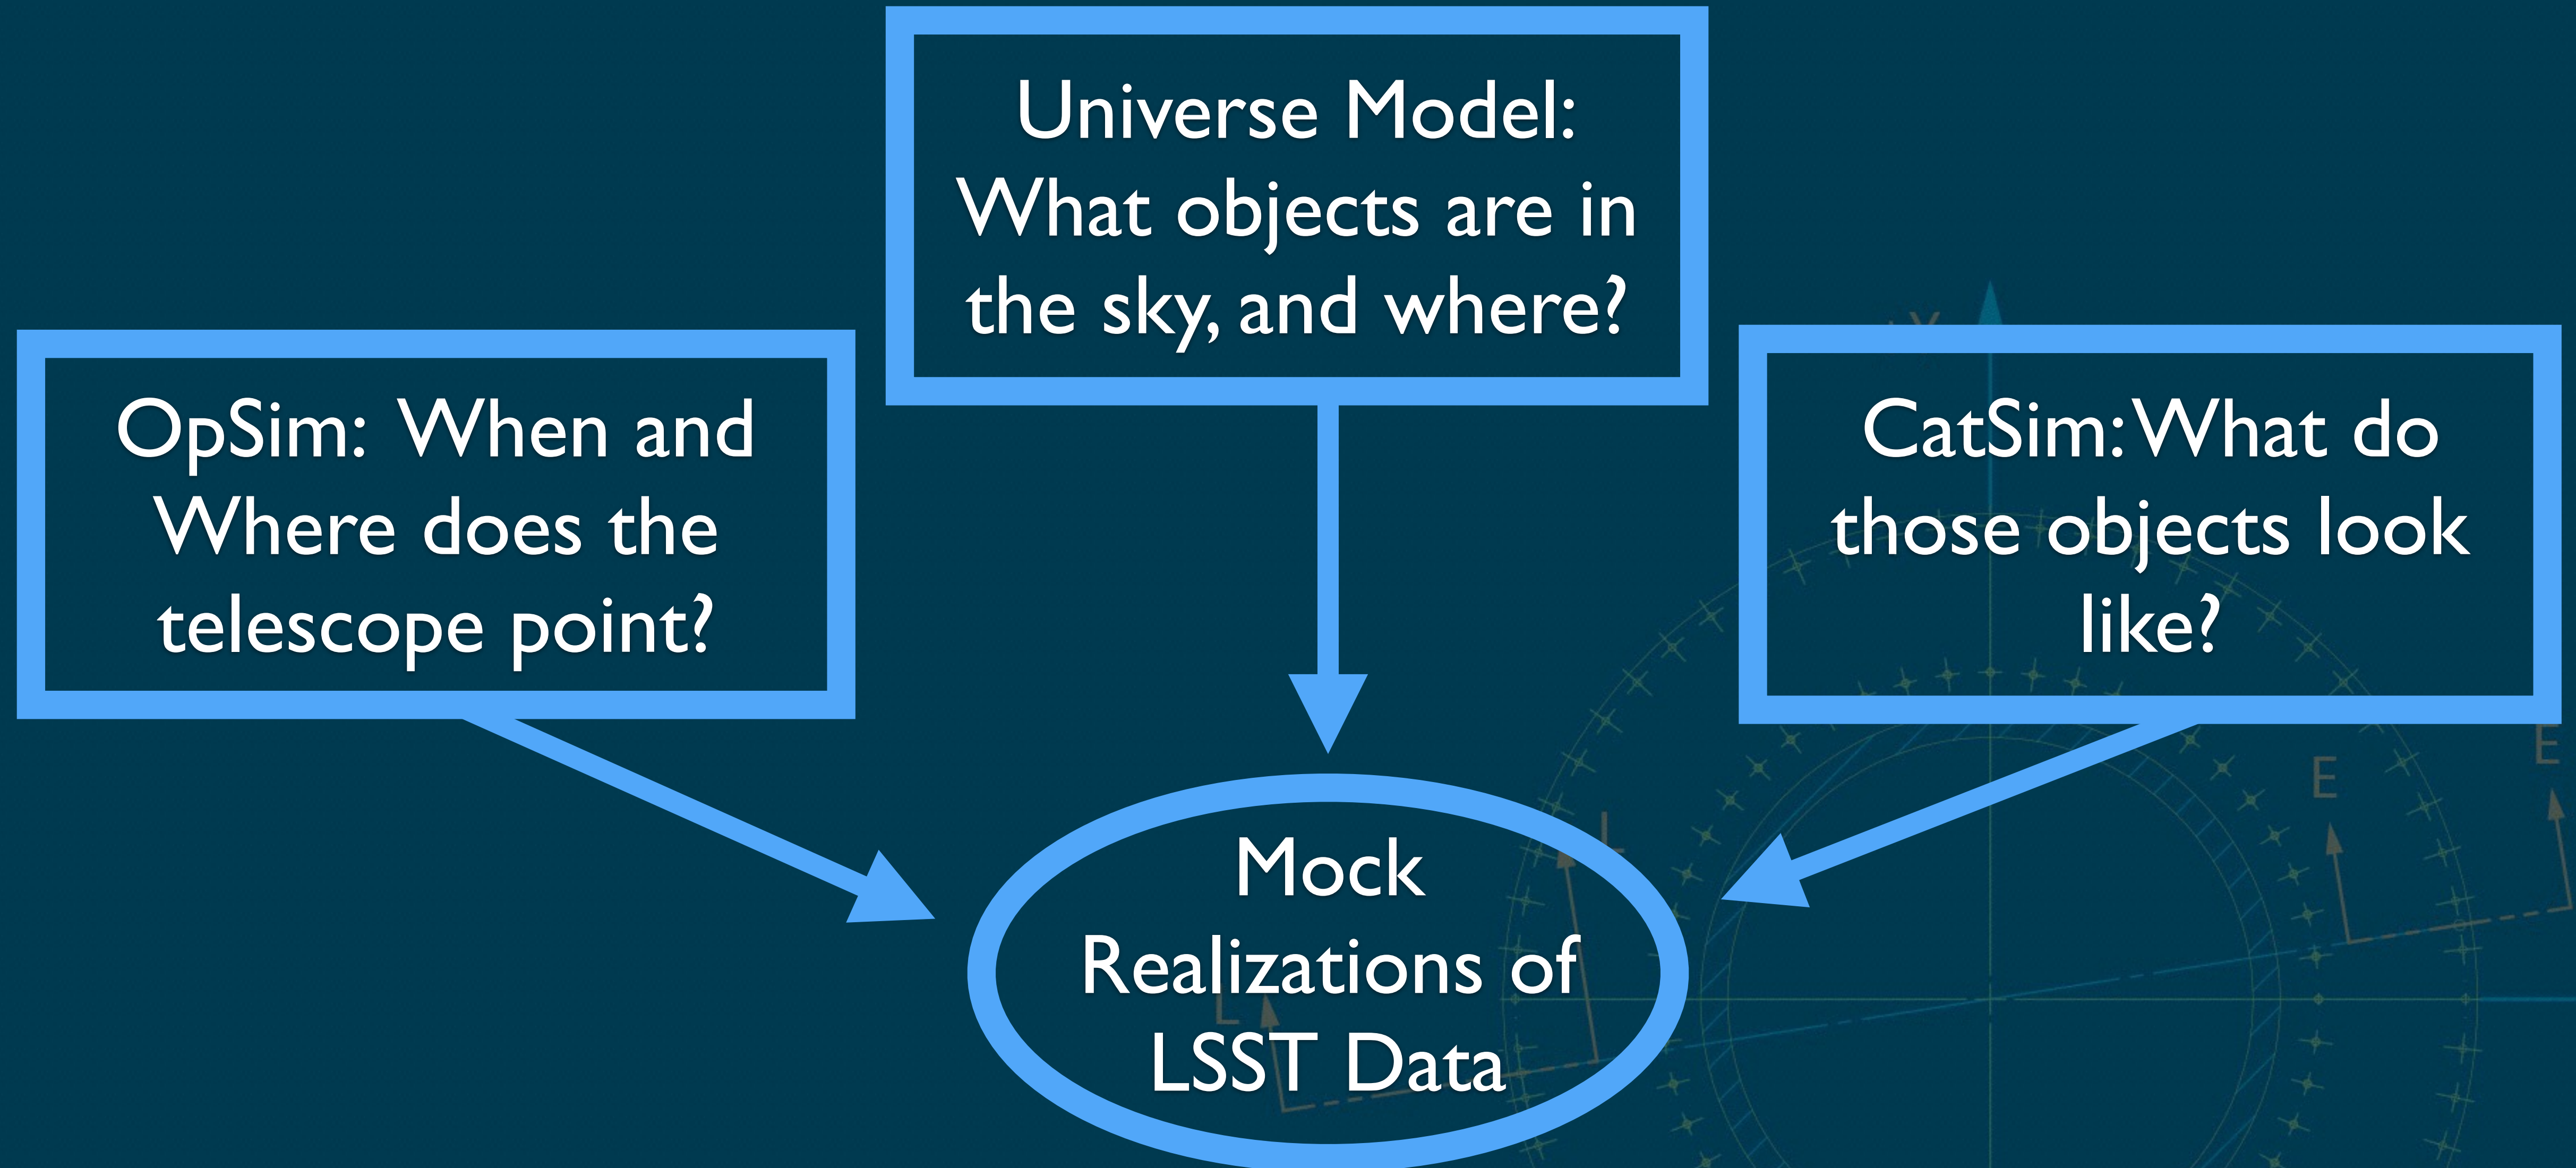 Universe Model:
What objects are in
the sky, and where?
OpSim: When and
Where does the
telescope point?
CatSim: What do
those objects look
like?
Mock
Realizations of
LSST Data
E
E
L
L